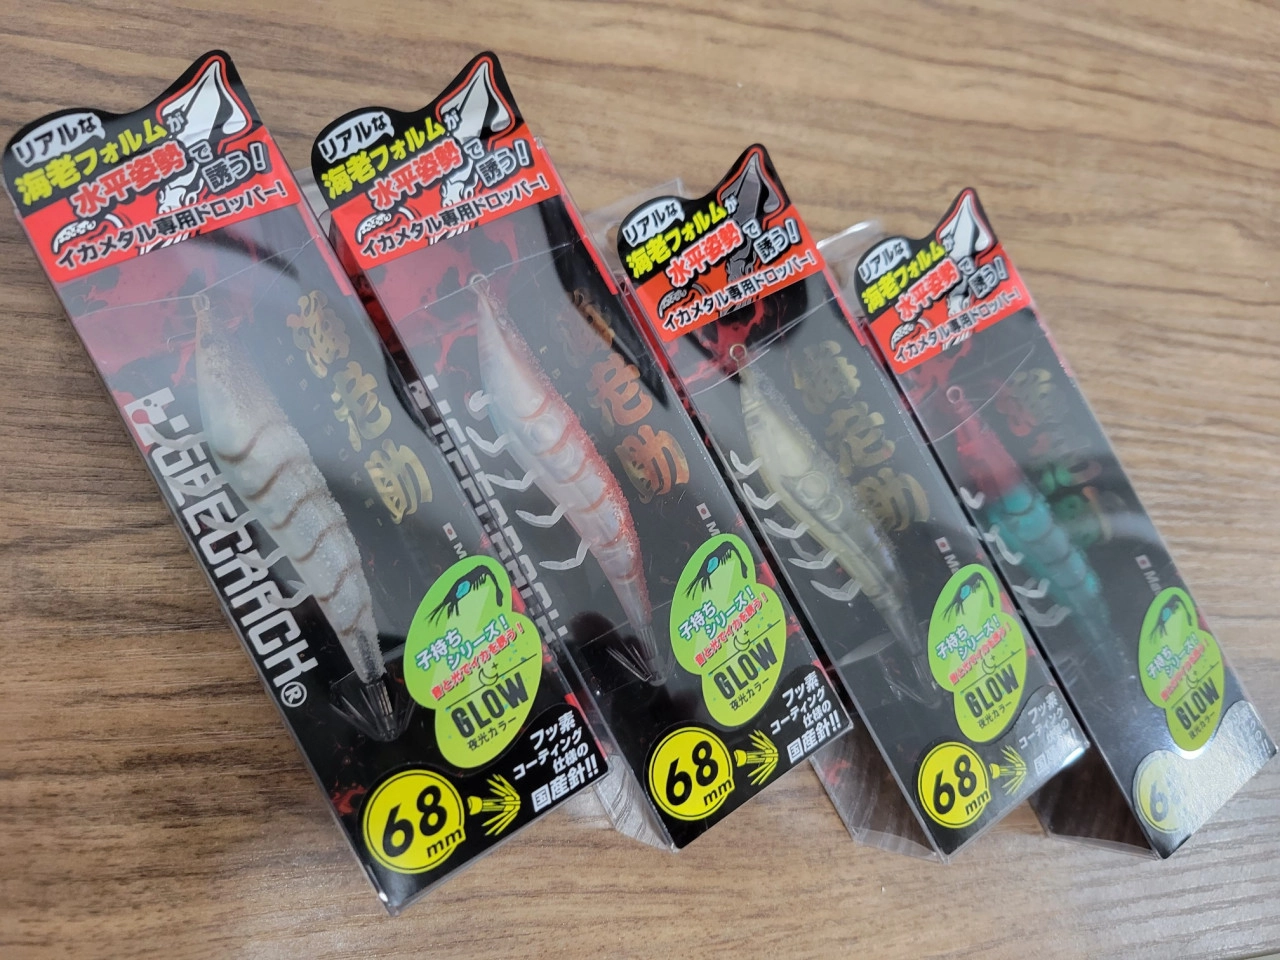 リアルな
海老フォルムが
水平姿勢で
誘う!
イカメタル専用ドロッパー!
海老助
子持ち
シリーズ!
GLOW
夜光カラー
フッ素
コーティング
仕様の
国産針!!
68
mm
リアルな
海老フォルムが
水平姿勢で
誘う!
イカメタル専用ドロッパー!
老助
子持ち
シリーズ!
GLOW
夜光カラー
フッ素
コーティング
仕様の
国産針!!
68
mm
リアルな
海老フォルムが
水平姿勢で
誘う!
イカメタル専用ドロッパー!
海老助
子持ち
シリーズ!
GLOW
夜光カラー
フッ素
コーティング
仕様の
国産針!!
68
mm
リアルな
海老フォルムが
水平姿勢で
誘う!
イカメタル専用ドロッパー!
子持ち
シリーズ!
GLOW
夜光カラー